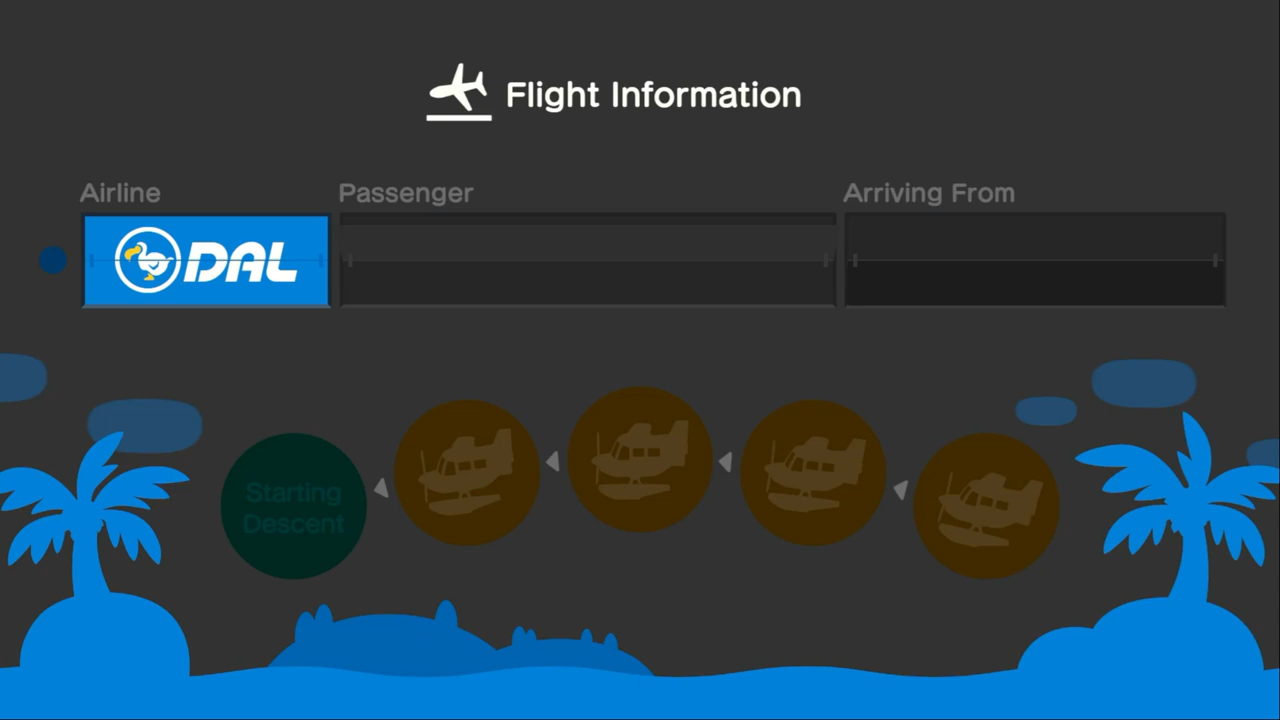 Flight Information
Airline
Passenger
Arriving From
DAL
Starting
Descent